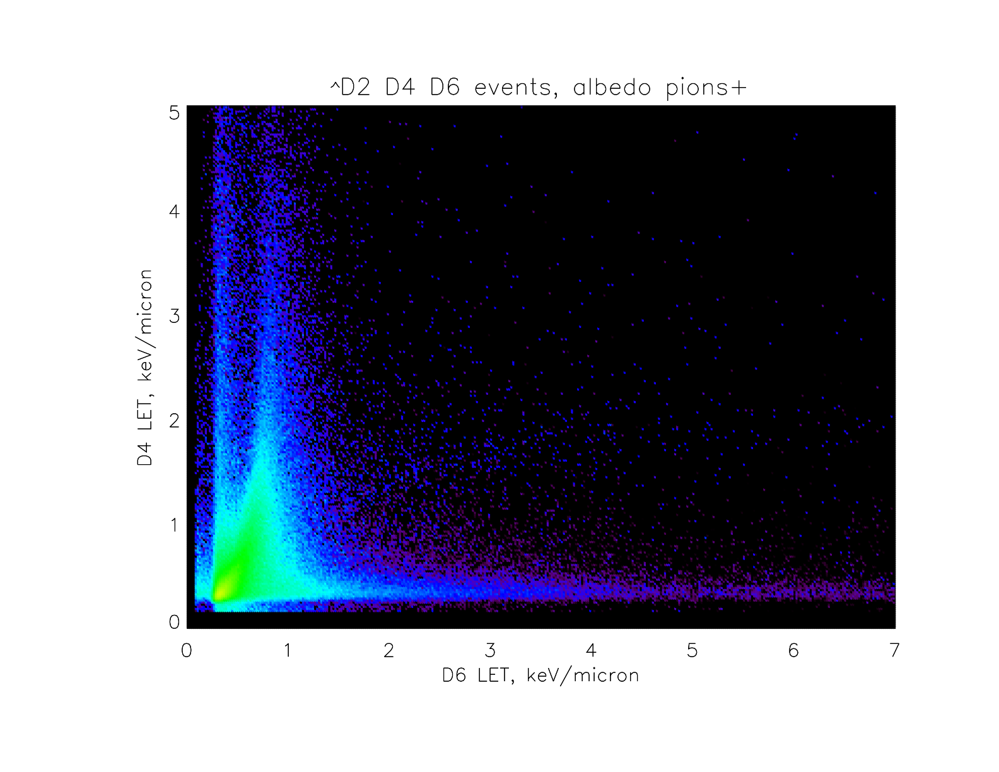 ^D2 D4 D6 events, albedo pions+
5
4
3
2
1
0
D4 LET, keV/micron
0 1 2 3 4 5 6 7
D6 LET, keV/micron